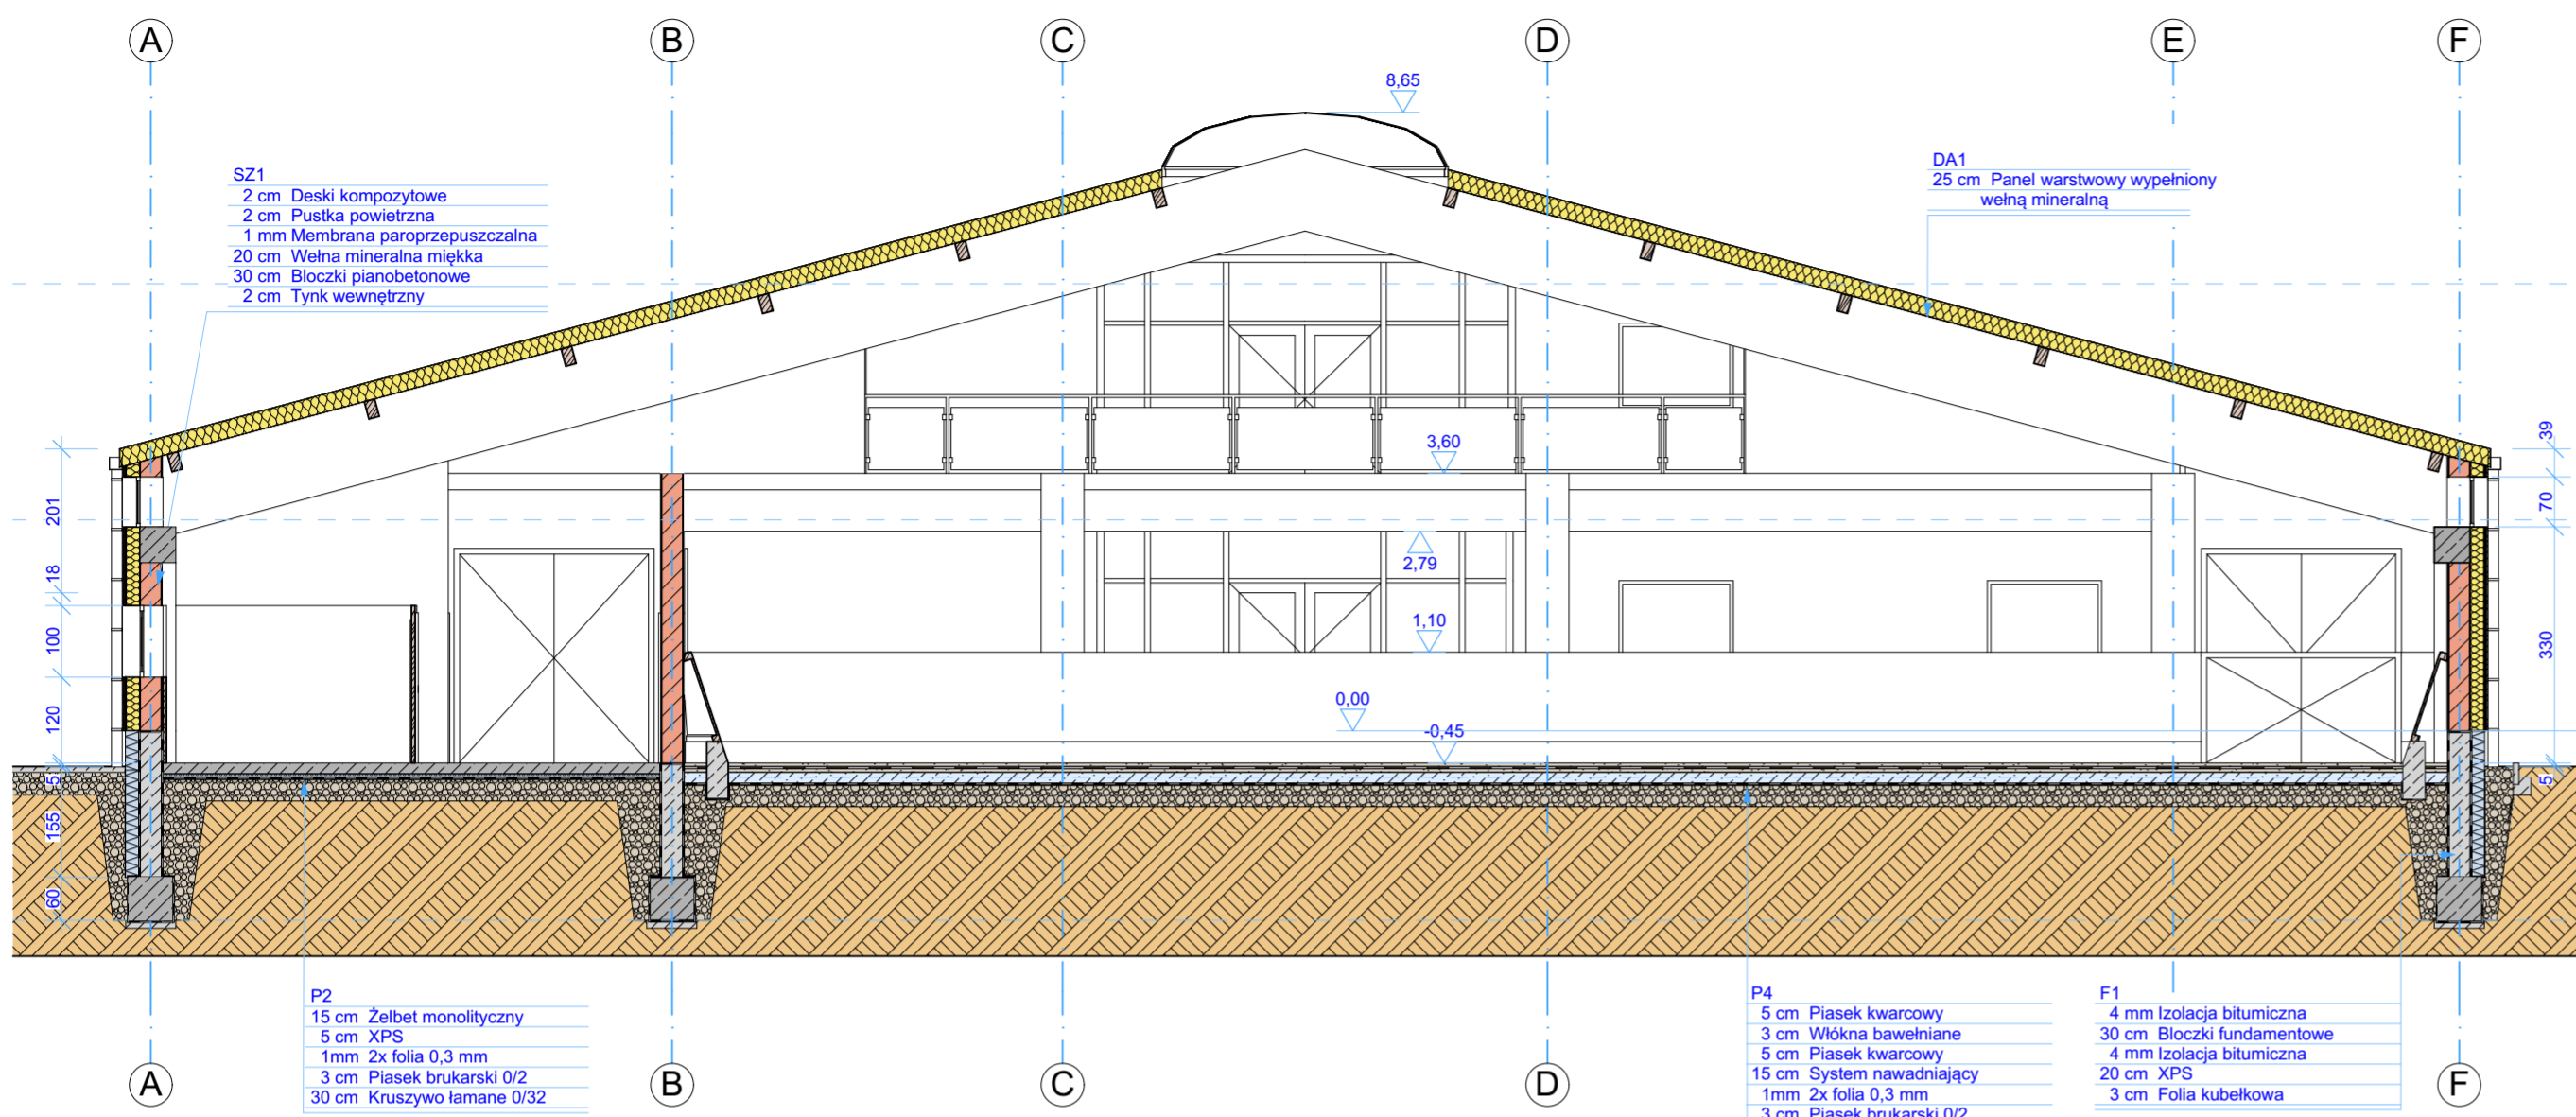 A B C D E F
8,65
SZ1
2 cm Deski kompozytowe
2 cm Pustka powietrzna
1 mm Membrana paroprzepuszczalna
20 cm Wełna mineralna miękka
30 cm Bloczki pianobetonowe
2 cm Tynk wewnętrzny
DA1
25 cm Panel warstwowy wypełniony
wełną mineralną
3,60
2,79
1,10
0,00
-0,45
201
18
100
120
5
155
60
39
70
330
5
P2
15 cm Żelbet monolityczny
5 cm XPS
1mm 2x folia 0,3 mm
3 cm Piasek brukarski 0/2
30 cm Kruszywo łamane 0/32
P4
5 cm Piasek kwarcowy
3 cm Włókna bawełniane
5 cm Piasek kwarcowy
15 cm System nawadniający
1mm 2x folia 0,3 mm
3 cm Piasek brukarski 0/2
F1
4 mm Izolacja bitumiczna
30 cm Bloczki fundamentowe
4 mm Izolacja bitumiczna
20 cm XPS
3 cm Folia kubełkowa
A B C D F